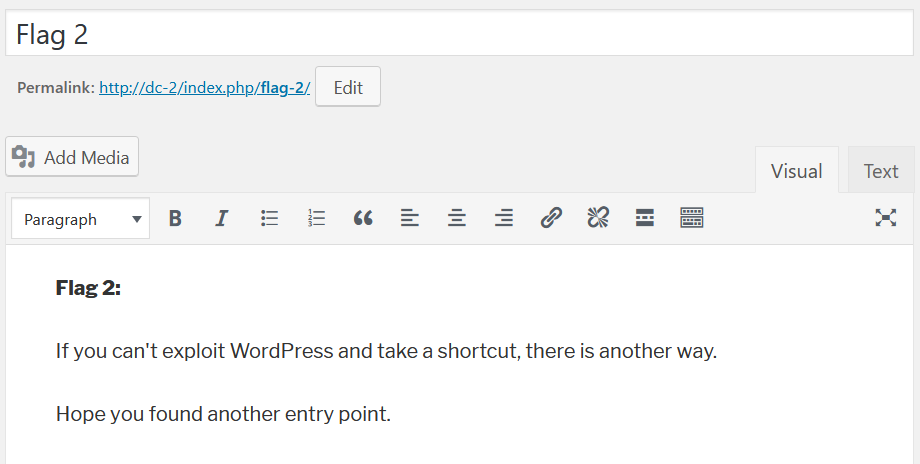 Flag 2
Permalink: http://dc-2/index.php/flag-2/ Edit
Add Media
Visual Text
Paragraph B I
Flag 2:
If you can't exploit WordPress and take a shortcut, there is another way.
Hope you found another entry point.